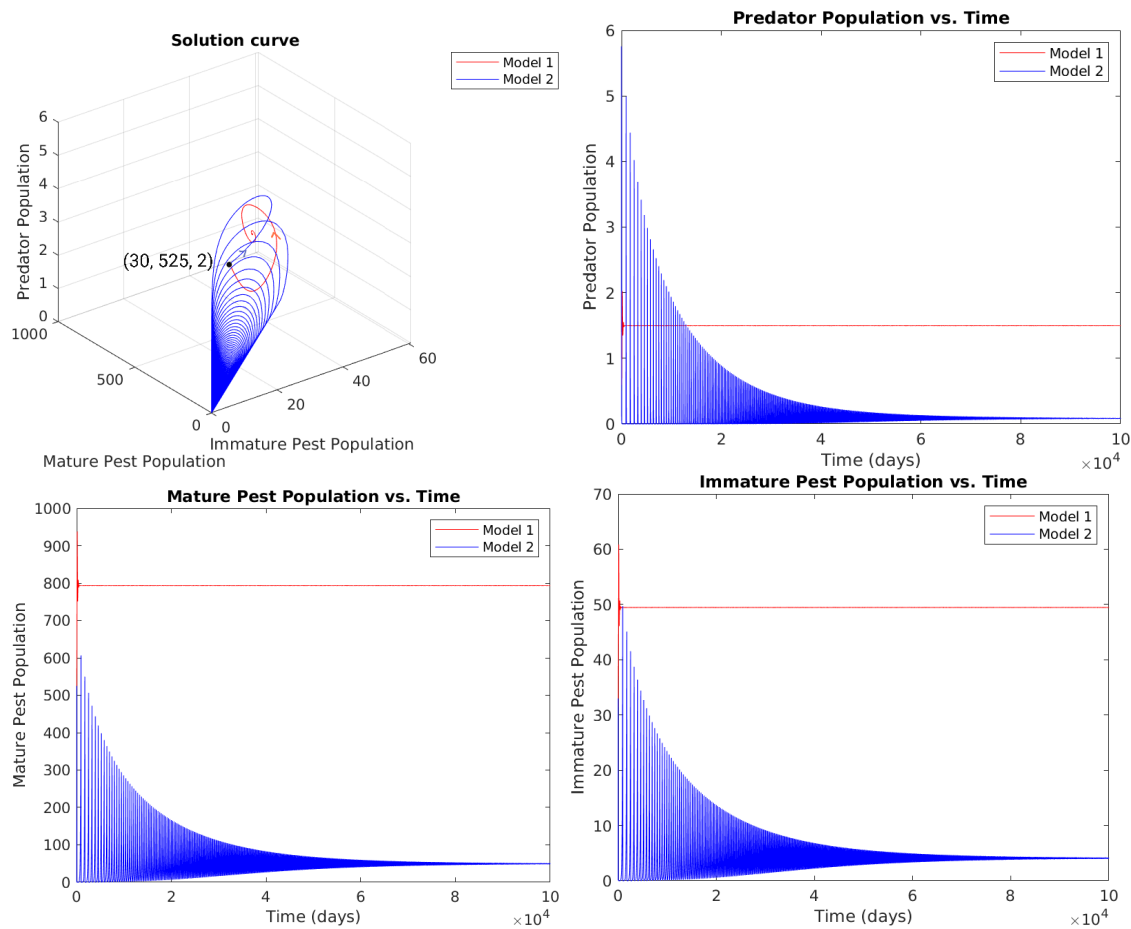 Solution curve
Model 1
Model 2
Predator Population
6
5
4
3
2
1
0
(30, 525, 2)
1000
500
0
0
20
40
60
Immature Pest Population
Mature Pest Population
Predator Population vs. Time
Model 1
Model 2
Predator Population
6
5
4
3
2
1
0
0
2
4
6
8
10
Time (days)
×10^4
Mature Pest Population vs. Time
Model 1
Model 2
Mature Pest Population
1000
900
800
700
600
500
400
300
200
100
0
0
2
4
6
8
10
Time (days)
×10^4
Immature Pest Population vs. Time
Model 1
Model 2
Immature Pest Population
70
60
50
40
30
20
10
0
0
2
4
6
8
10
Time (days)
×10^4